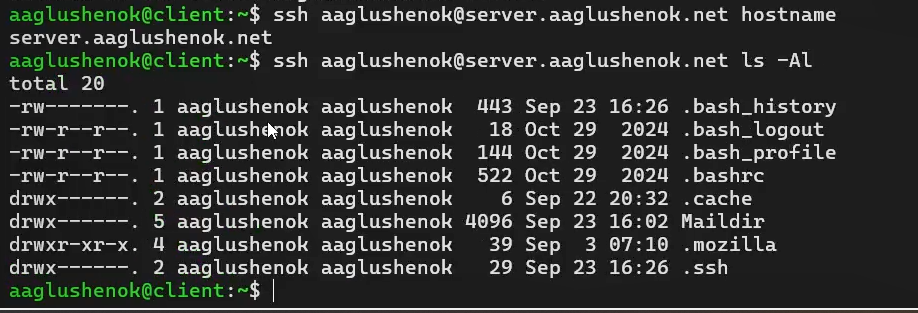 aaglushenok@client:~$ ssh aaglushenok@server.aaglushenok.net hostname
server.aaglushenok.net
aaglushenok@client:~$ ssh aaglushenok@server.aaglushenok.net ls -Al
total 20
-rw-------. 1 aaglushenok aaglushenok  443 Sep 23 16:26 .bash_history
-rw-r--r--. 1 aaglushenok aaglushenok   18 Oct 29  2024 .bash_logout
-rw-r--r--. 1 aaglushenok aaglushenok  144 Oct 29  2024 .bash_profile
-rw-r--r--. 1 aaglushenok aaglushenok  522 Oct 29  2024 .bashrc
drwx------. 2 aaglushenok aaglushenok    6 Sep 22 20:32 .cache
drwx------. 5 aaglushenok aaglushenok 4096 Sep 23 16:02 Maildir
drwxr-xr-x. 4 aaglushenok aaglushenok   39 Sep  3 07:10 .mozilla
drwx------. 2 aaglushenok aaglushenok   29 Sep 23 16:26 .ssh
aaglushenok@client:~$